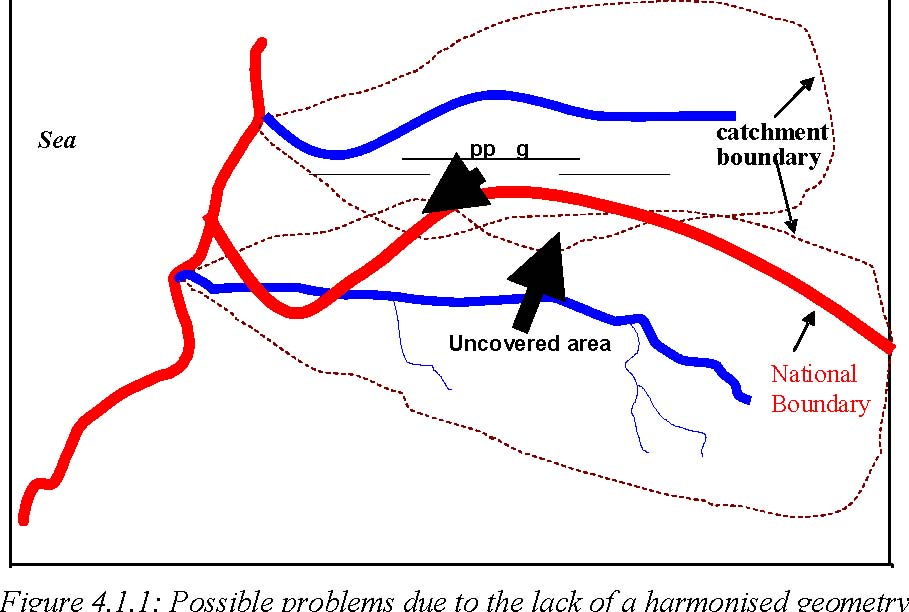 Sea
catchment
boundary
pp g
Uncovered area
National
Boundary
Figure 4.1.1: Possible problems due to the lack of a harmonised geometry